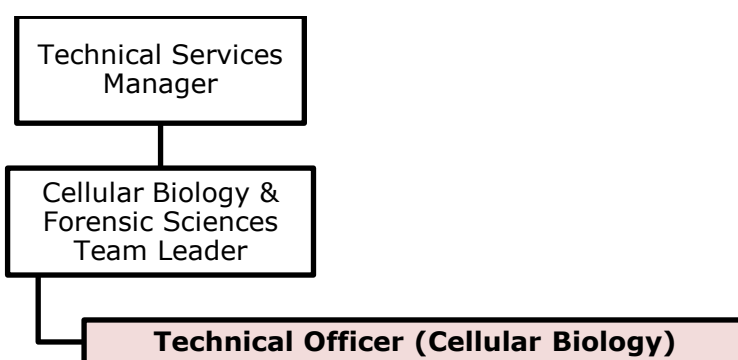 Technical Services
Manager
Cellular Biology &
Forensic Sciences
Team Leader
Technical Officer (Cellular Biology)